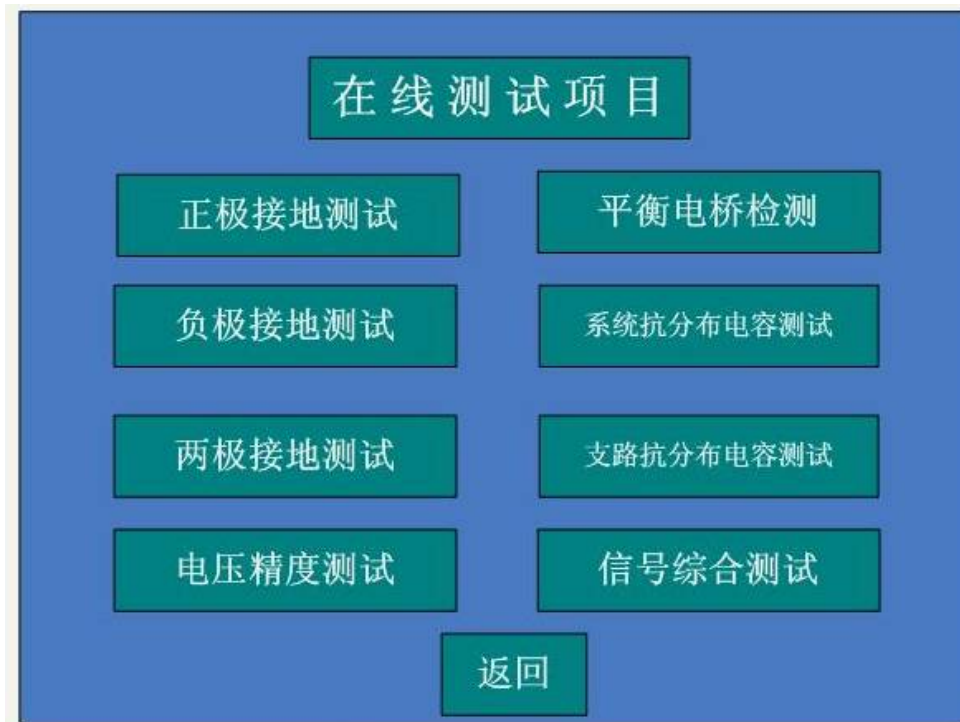 在线测试项目
正极接地测试
平衡电桥检测
负极接地测试
系统抗分布电容测试
两极接地测试
支路抗分布电容测试
电压精度测试
信号综合测试
返回